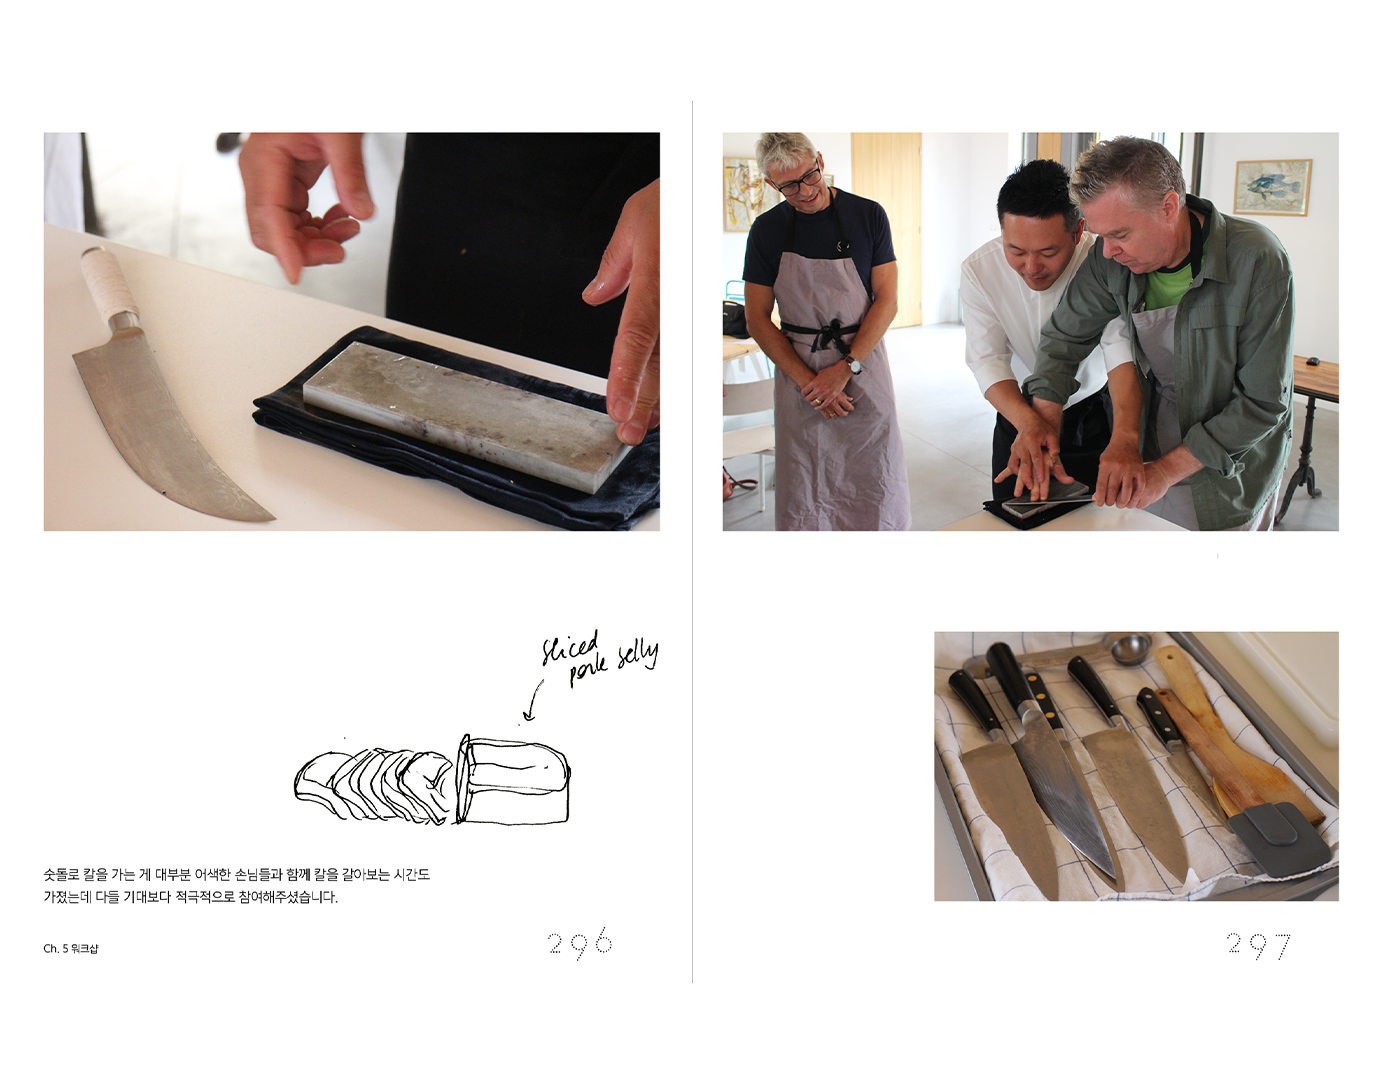 sliced
pork jelly
숫돌로 칼을 가는 게 대부분 어색한 손님들과 함께 칼을 갈아보는 시간도
가졌는데 다들 기대보다 적극적으로 참여해주셨습니다.
Ch. 5 워크샵
296
297